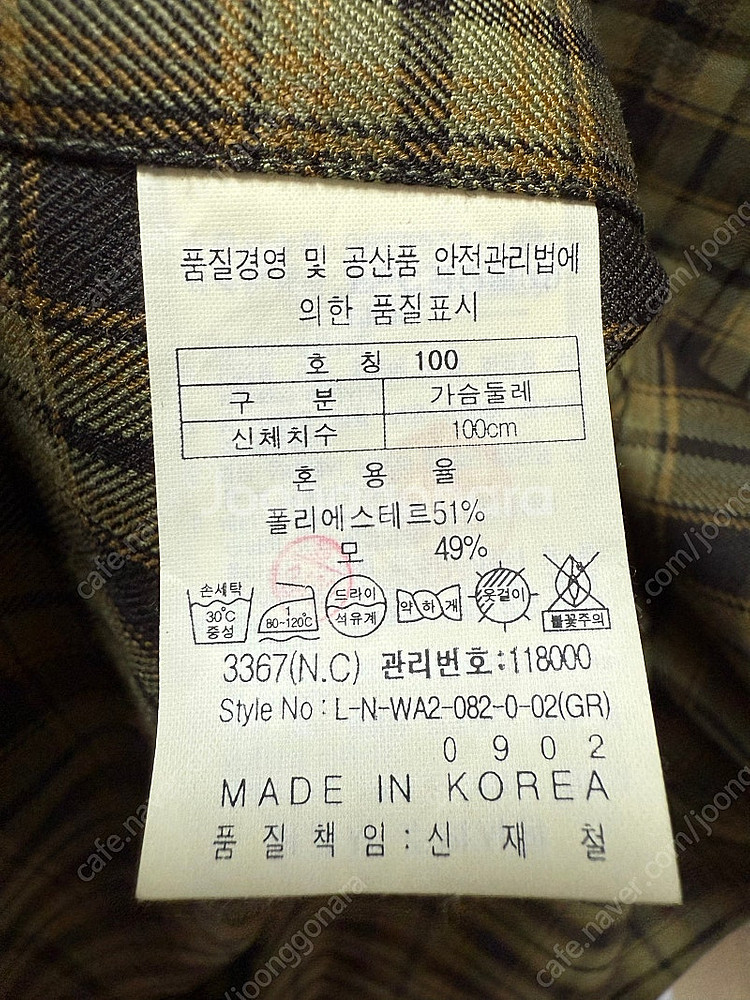 품질경영 및 공산품 안전관리법에
의한 품질표시
호 칭 100
구 분 가슴둘레
신체치수 100cm
혼 용 율
폴리에스테르51%
모 49%
손세탁 30℃ 중성
1 80~120℃
드라이 석유계
약하게
옷걸이
불꽃주의
3367(N.C) 관리번호:118000
Style No : L-N-WA2-082-0-02(GR)
0 9 0 2
MADE IN KOREA
품 질 책 임 : 신 재 철
cafe.naver.com/joonggonara